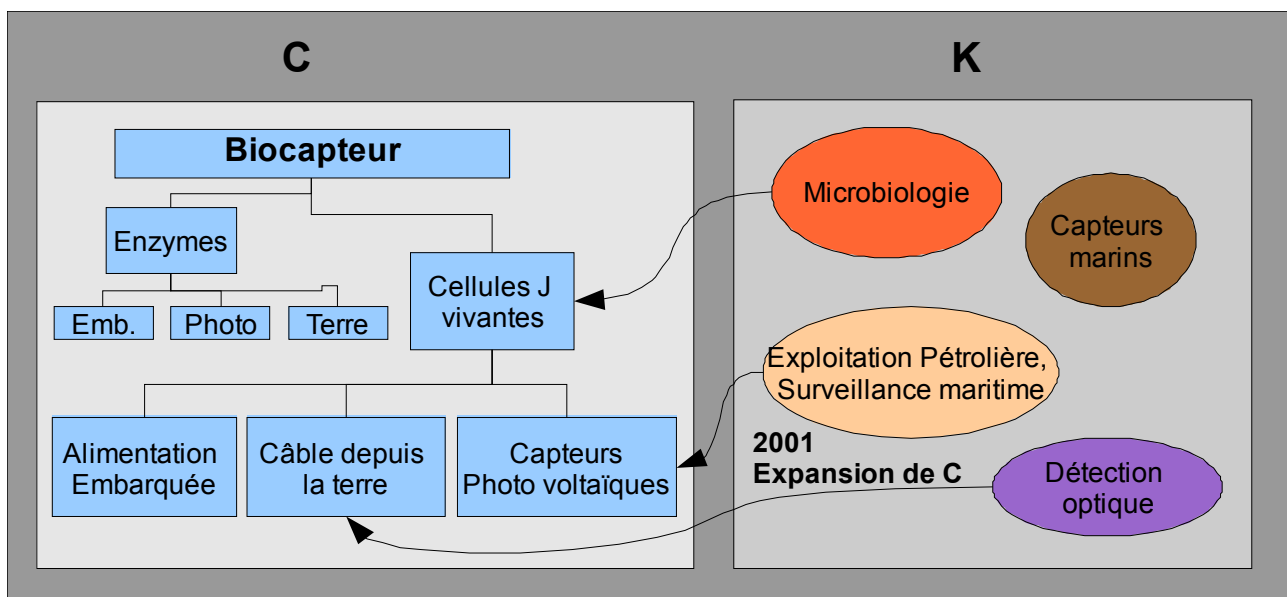 C
K
Biocapteur
Enzymes
Emb.
Photo
Terre
Cellules J
vivantes
Alimentation
Embarquée
Câble depuis
la terre
Capteurs
Photo voltaïques
Microbiologie
Capteurs
marins
Exploitation Pétrolière,
Surveillance maritime
2001
Expansion de C
Détection
optique